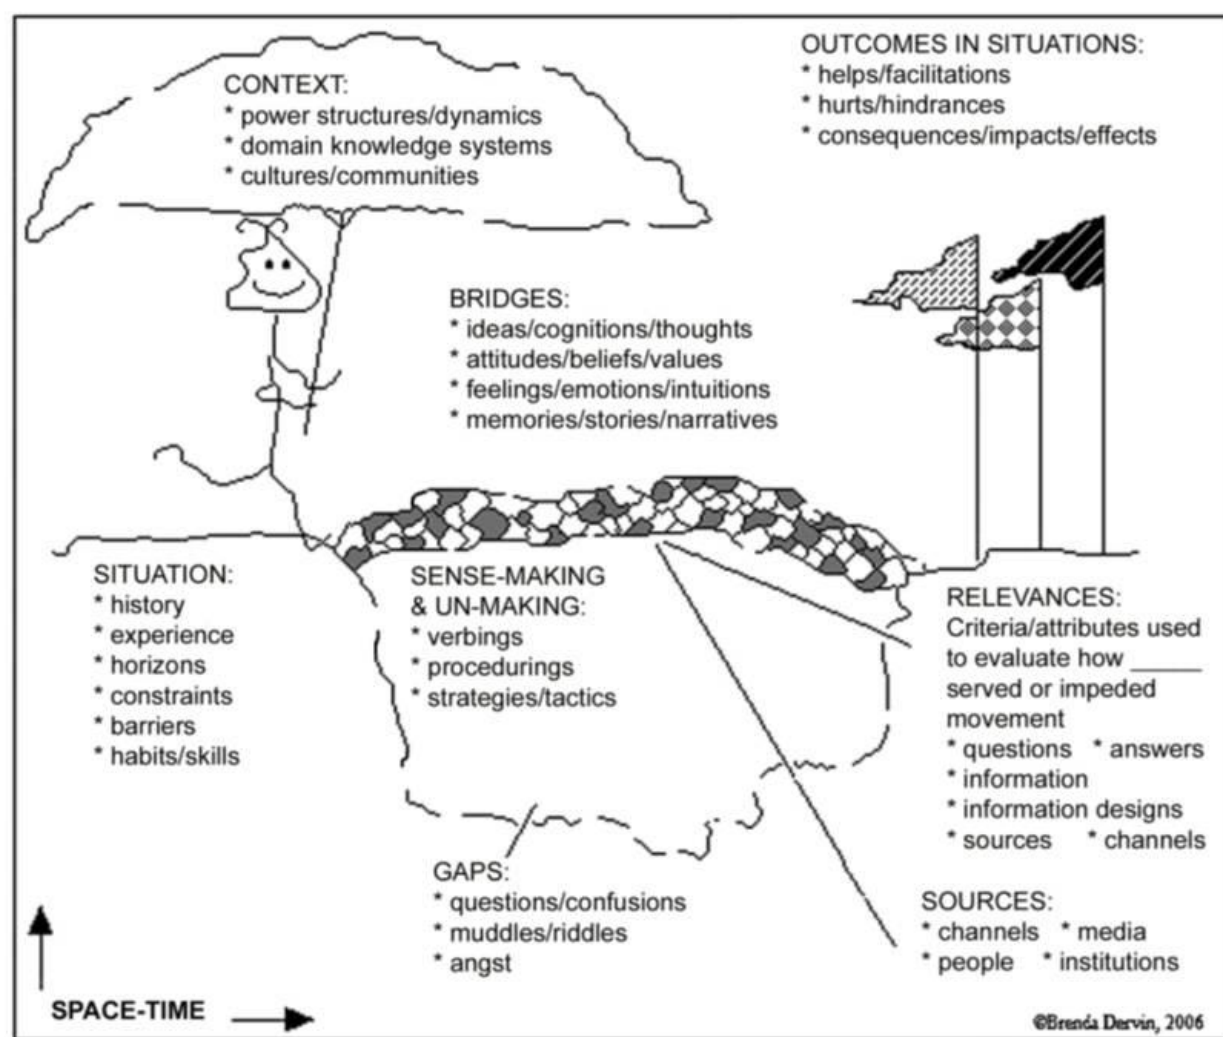 CONTEXT:
* power structures/dynamics
* domain knowledge systems
* cultures/communities
OUTCOMES IN SITUATIONS:
* helps/facilitations
* hurts/hindrances
* consequences/impacts/effects
BRIDGES:
* ideas/cognitions/thoughts
* attitudes/beliefs/values
* feelings/emotions/intuitions
* memories/stories/narratives
SITUATION:
* history
* experience
* horizons
* constraints
* barriers
* habits/skills
SENSE-MAKING
& UN-MAKING:
* verbings
* procedurings
* strategies/tactics
RELEVANCES:
Criteria/attributes used
to evaluate how _____
served or impeded
movement
* questions * answers
* information
* information designs
* sources * channels
GAPS:
* questions/confusions
* muddles/riddles
* angst
SOURCES:
* channels * media
* people * institutions
SPACE-TIME
©Brenda Dervin, 2006